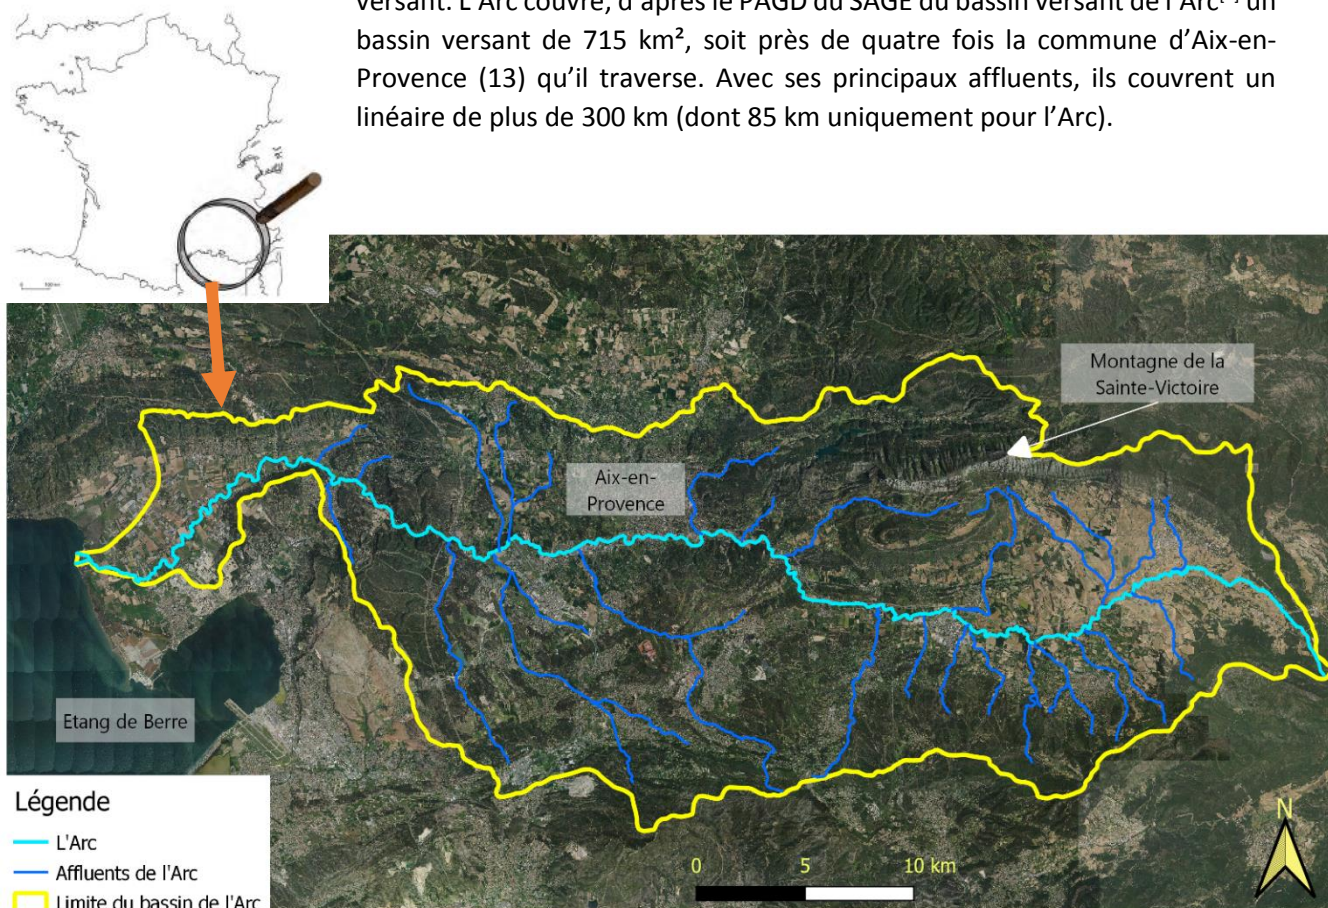 versant. L'Arc couvre, d'après le PAGD du SAGE du bassin versant de l'Arc un
bassin versant de 715 km², soit près de quatre fois la commune d'Aix-en-
Provence (13) qu'il traverse. Avec ses principaux affluents, ils couvrent un
linéaire de plus de 300 km (dont 85 km uniquement pour l'Arc).
Montagne de la
Sainte-Victoire
Aix-en-
Provence
Etang de Berre
Légende
L'Arc
Affluents de l'Arc
Limite du bassin de l'Arc
0 5 10 km
N